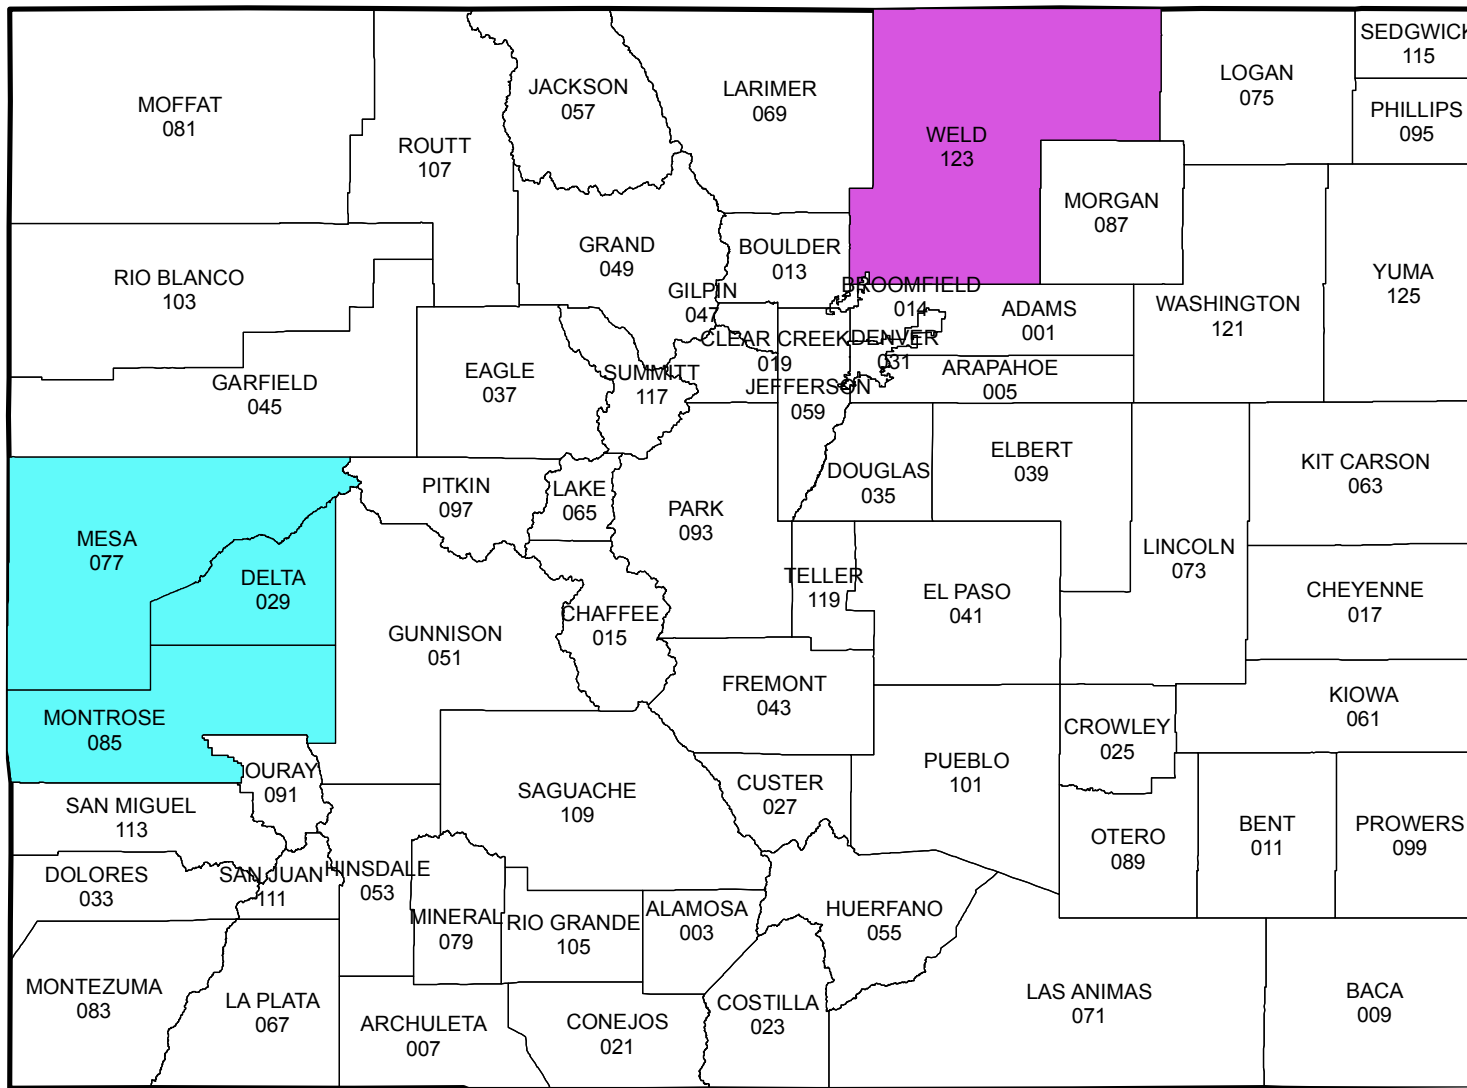 MOFFAT
081
ROUTT
107
JACKSON
057
LARIMER
069
WELD
123
LOGAN
075
SEDGWICK
115
PHILLIPS
095
MORGAN
087
RIO BLANCO
103
GRAND
049
BOULDER
013
GILPIN
047
BROOMFIELD
014
ADAMS
001
WASHINGTON
121
YUMA
125
GARFIELD
045
EAGLE
037
SUMMITT
117
CLEAR CREEK
019
DENVER
031
ARAPAHOE
005
JEFFERSON
059
MESA
077
DELTA
029
PITKIN
097
LAKE
065
PARK
093
DOUGLAS
035
ELBERT
039
KIT CARSON
063
LINCOLN
073
TELLER
119
EL PASO
041
CHEYENNE
017
GUNNISON
051
CHAFFEE
015
FREMONT
043
KIOWA
061
MONTROSE
085
OURAY
091
CROWLEY
025
PUEBLO
101
SAN MIGUEL
113
SAGUACHE
109
CUSTER
027
OTERO
089
BENT
011
PROWERS
099
DOLORES
033
SAN JUAN
111
HINSDALE
053
MINERAL
079
RIO GRANDE
105
ALAMOSA
003
HUERFANO
055
MONTEZUMA
083
LA PLATA
067
ARCHULETA
007
CONEJOS
021
COSTILLA
023
LAS ANIMAS
071
BACA
009